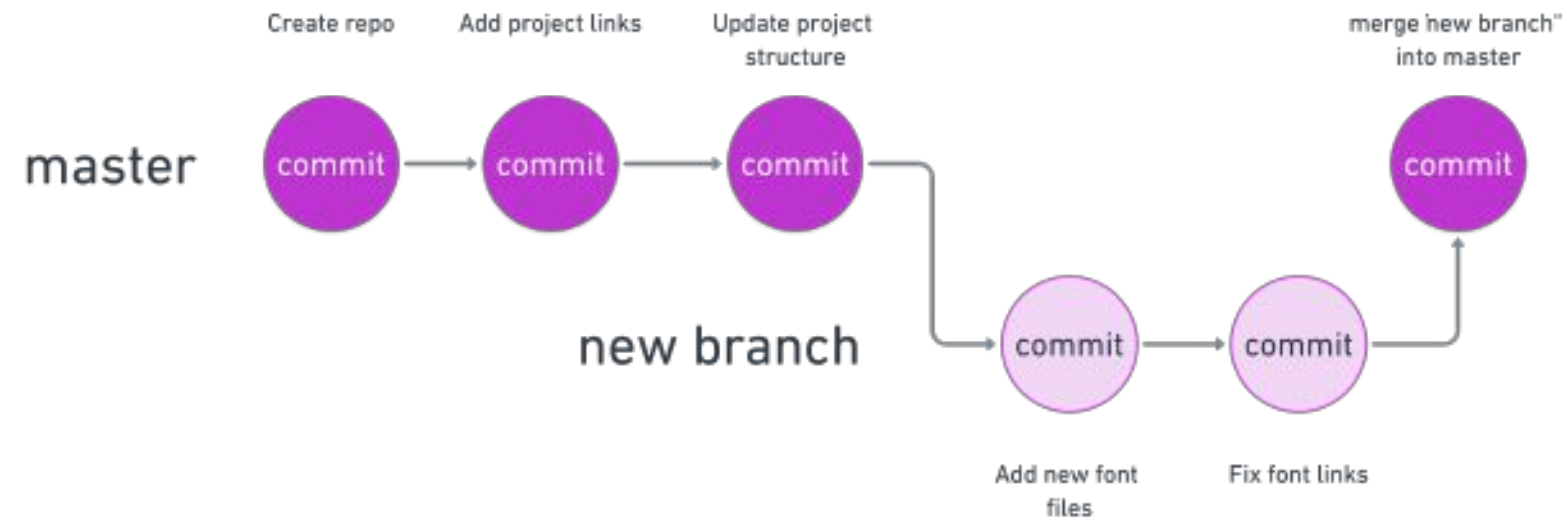 Create repo
Add project links
Update project
structure
merge new branch"
into master
master
commit
commit
commit
commit
new branch
commit
commit
Add new font
files
Fix font links